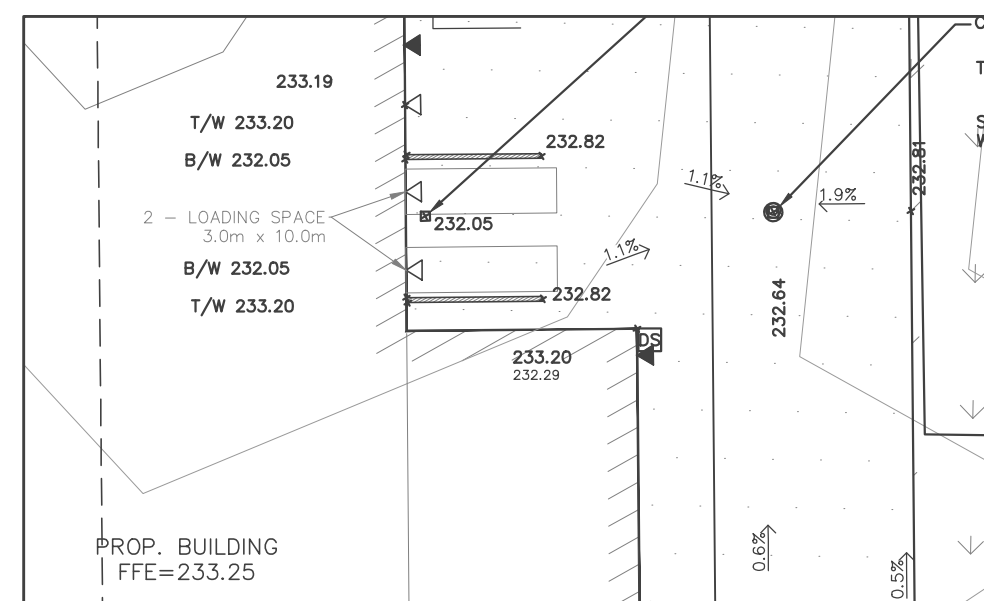 233.19
T/W 233.20
B/W 232.05
232.82
2 - LOADING SPACE
3.0m x 10.0m
232.05
B/W 232.05
T/W 233.20
232.82
1.1%
1.1%
1.9%
232.81
232.64
DS
233.20
232.29
PROP. BUILDING
FFE=233.25
0.6%
0.5%